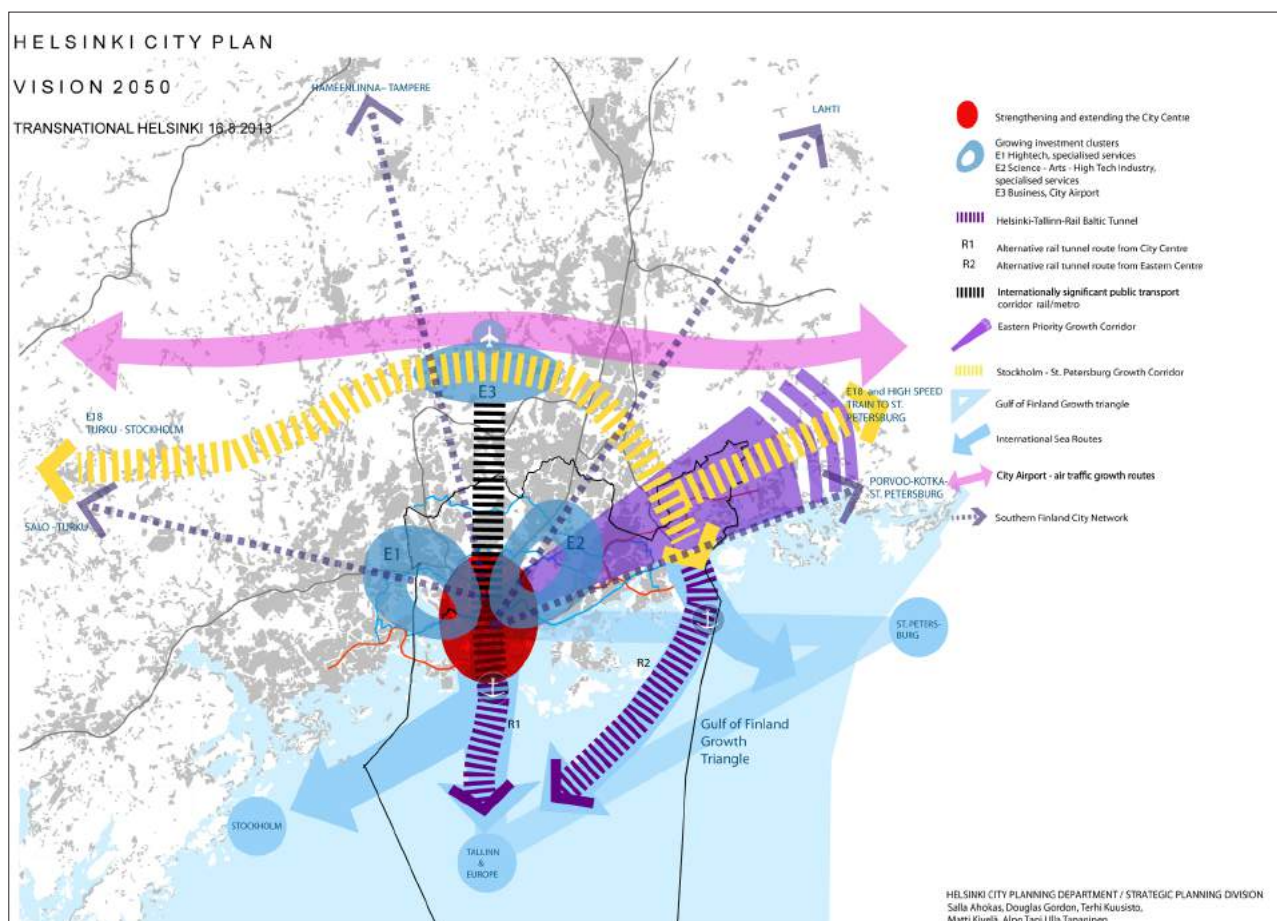 HELSINKI CITY PLAN
VISION 2050
TRANSNATIONAL HELSINKI 16.8.2013
HÄMEENLINNA – TAMPERE
LAHTI
E18
TURKU - STOCKHOLM
SALO - TURKU
E3
E1
E2
E18 and HIGH SPEED
TRAIN TO ST.
PETERSBURG
PORVOO-KOTKA-
ST. PETERSBURG
ST. PETERS-
BURG
R2
R1
Gulf of Finland
Growth
Triangle
STOCKHOLM
TALLINN
&
EUROPE
Strengthening and extending the City Centre
Growing investment clusters
E1 Hightech, specialised services
E2 Science - Arts - High Tech Industry,
specialised services
E3 Business, City Airport
Helsinki-Tallinn-Rail Baltic Tunnel
R1 Alternative rail tunnel route from City Centre
R2 Alternative rail tunnel route from Eastern Centre
Internationally significant public transport
corridor rail/metro
Eastern Priority Growth Corridor
Stockholm - St. Petersburg Growth Corridor
Gulf of Finland Growth triangle
International Sea Routes
City Airport - air traffic growth routes
Southern Finland City Network
HELSINKI CITY PLANNING DEPARTMENT / STRATEGIC PLANNING DIVISION
Salla Ahokas, Douglas Gordon, Terhi Kuusisto,
Matti Kivelä, Alpo Tani, Ulla Tapaninen